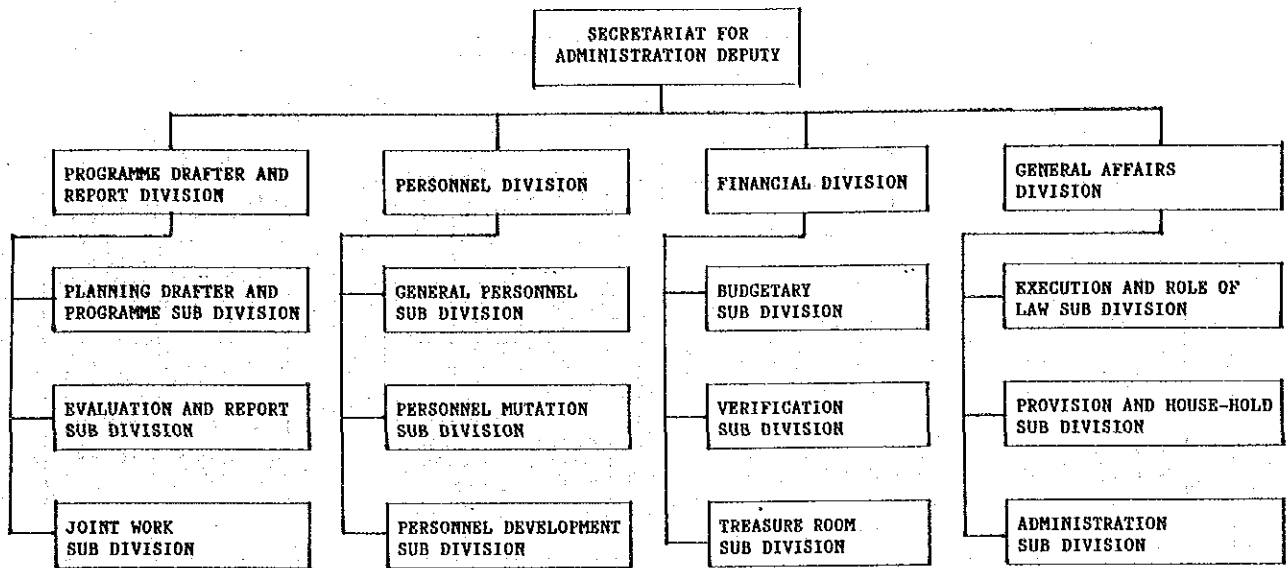 SECRETARIAT FOR
ADMINISTRATION DEPUTY
PROGRAMME DRAFTER AND
REPORT DIVISION
PERSONNEL DIVISION
FINANCIAL DIVISION
GENERAL AFFAIRS
DIVISION
PLANNING DRAFTER AND
PROGRAMME SUB DIVISION
GENERAL PERSONNEL
SUB DIVISION
BUDGETARY
SUB DIVISION
EXECUTION AND ROLE OF
LAW SUB DIVISION
EVALUATION AND REPORT
SUB DIVISION
PERSONNEL MUTATION
SUB DIVISION
VERIFICATION
SUB DIVISION
PROVISION AND HOUSE-HOLD
SUB DIVISION
JOINT WORK
SUB DIVISION
PERSONNEL DEVELOPMENT
SUB DIVISION
TREASURE ROOM
SUB DIVISION
ADMINISTRATION
SUB DIVISION